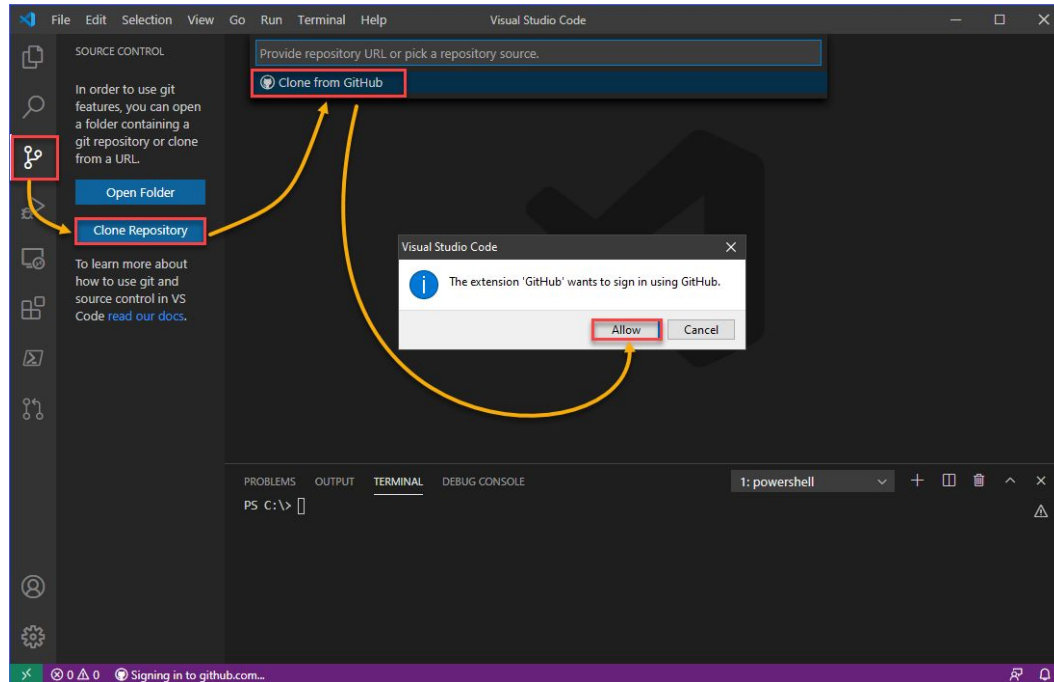 File Edit Selection View Go Run Terminal Help
Visual Studio Code
SOURCE CONTROL
In order to use git
features, you can open
a folder containing a
git repository or clone
from a URL.
Open Folder
Clone Repository
To learn more about
how to use git and
source control in VS
Code read our docs.
Provide repository URL or pick a repository source.
Clone from GitHub
Visual Studio Code
The extension 'GitHub' wants to sign in using GitHub.
Allow Cancel
PROBLEMS OUTPUT TERMINAL DEBUG CONSOLE
1: powershell
PS C:\>
0 0 Signing in to github.com...